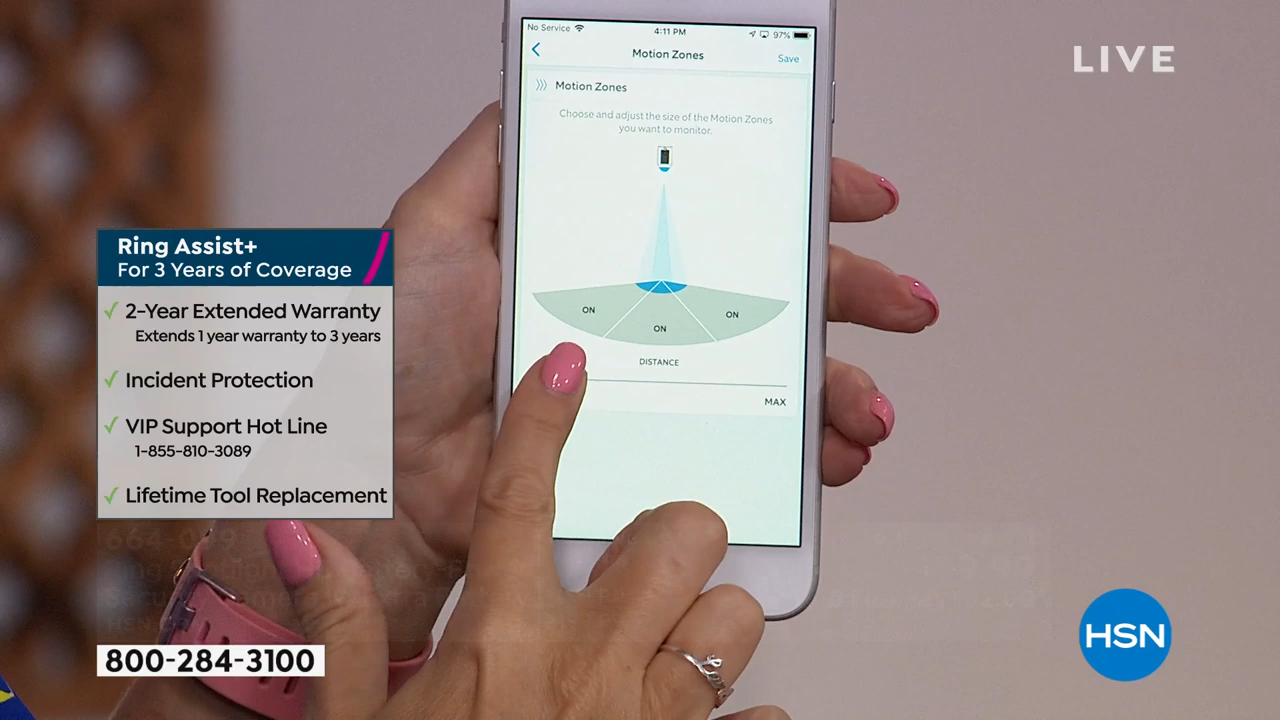 No Service
4:11 PM
97%
Motion Zones
Save
Motion Zones
Choose and adjust the size of the Motion Zones
you want to monitor.
ON
ON
ON
DISTANCE
MAX
LIVE
Ring Assist+
For 3 Years of Coverage
2-Year Extended Warranty
Extends 1 year warranty to 3 years
Incident Protection
VIP Support Hot Line
1-855-810-3089
Lifetime Tool Replacement
800-284-3100
HSN